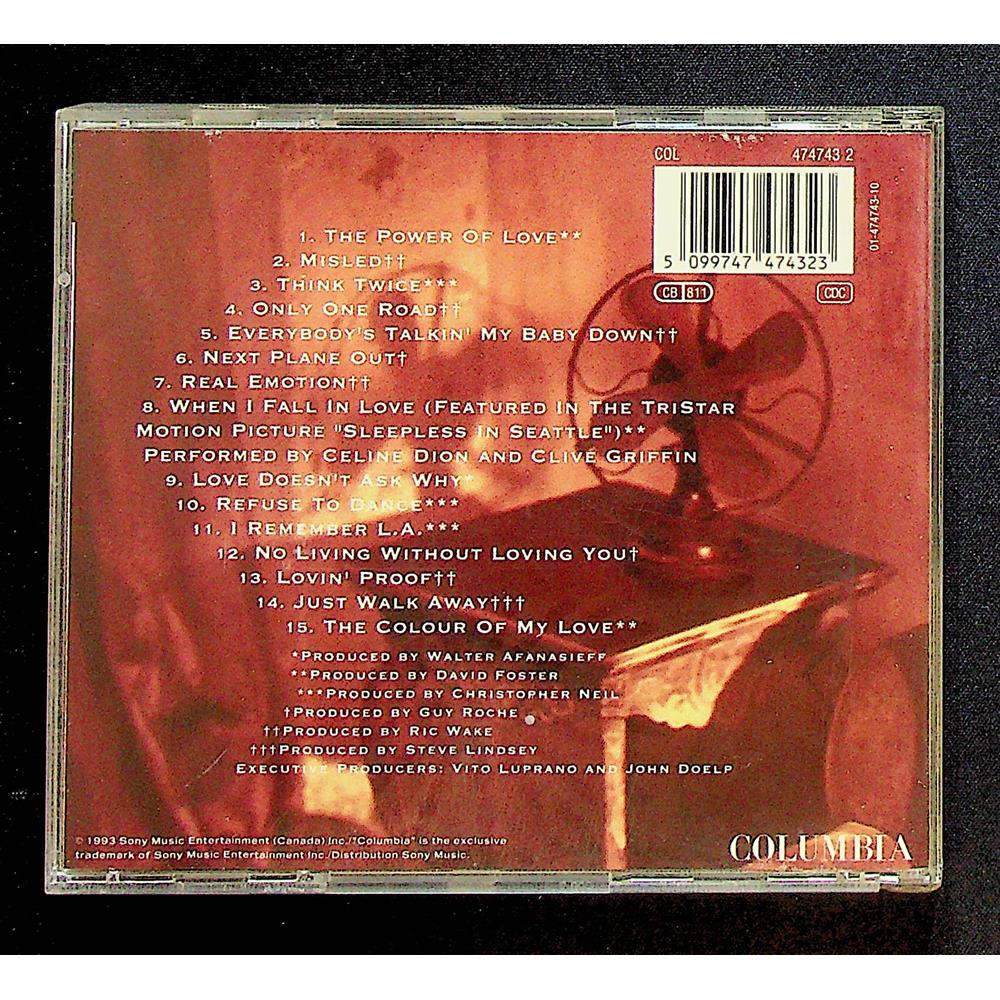 COL 474743 2
5 099747 474323
01-474743-10
CB 811
CDC
1. THE POWER OF LOVE**
2. MISLED††
3. THINK TWICE***
4. ONLY ONE ROAD††
5. EVERYBODY'S TALKIN' MY BABY DOWN††
6. NEXT PLANE OUT†
7. REAL EMOTION††
8. WHEN I FALL IN LOVE (FEATURED IN THE TRISTAR
MOTION PICTURE "SLEEPLESS IN SEATTLE")**
PERFORMED BY CELINE DION AND CLIVE GRIFFIN
9. LOVE DOESN'T ASK WHY*
10. REFUSE TO DANCE***
11. I REMEMBER L.A.***
12. NO LIVING WITHOUT LOVING YOU†
13. LOVIN' PROOF††
14. JUST WALK AWAY†††
15. THE COLOUR OF MY LOVE**
*PRODUCED BY WALTER AFANASIEFF
**PRODUCED BY DAVID FOSTER
***PRODUCED BY CHRISTOPHER NEIL
†PRODUCED BY GUY ROCHE
††PRODUCED BY RIC WAKE
†††PRODUCED BY STEVE LINDSEY
EXECUTIVE PRODUCERS: VITO LUPRANO AND JOHN DOELP
© 1993 Sony Music Entertainment (Canada) Inc./"Columbia" is the exclusive
trademark of Sony Music Entertainment Inc./Distribution Sony Music.
COLUMBIA